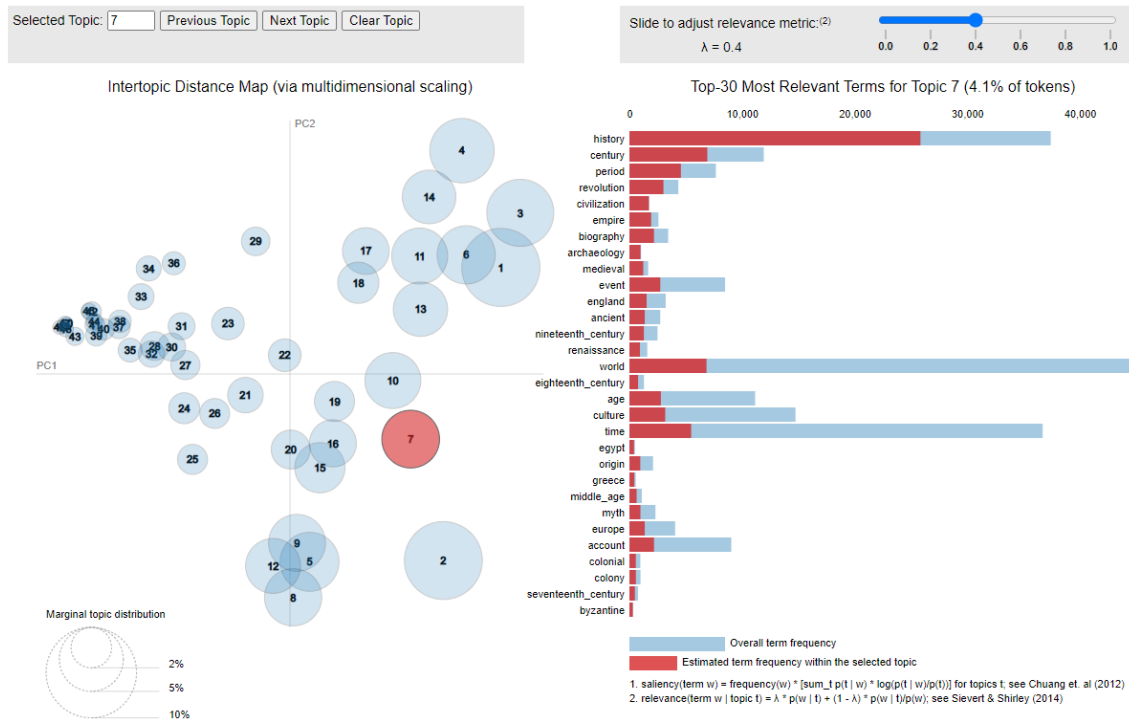 Selected Topic: 7 Previous Topic Next Topic Clear Topic
Slide to adjust relevance metric:(2)
λ = 0.4
0.0 0.2 0.4 0.6 0.8 1.0
Intertopic Distance Map (via multidimensional scaling)
PC2
PC1
4
14
3
17
11
6
1
18
13
29
34
36
33
31
23
38
37
40
39
43
35
28
32
30
27
22
10
21
24
26
19
7
16
20
15
25
9
5
12
8
2
Marginal topic distribution
2%
5%
10%
Top-30 Most Relevant Terms for Topic 7 (4.1% of tokens)
0 10,000 20,000 30,000 40,000
history
century
period
revolution
civilization
empire
biography
archaeology
medieval
event
england
ancient
nineteenth_century
renaissance
world
eighteenth_century
age
culture
time
egypt
origin
greece
middle_age
myth
europe
account
colonial
colony
seventeenth_century
byzantine
Overall term frequency
Estimated term frequency within the selected topic
1. saliency(term w) = frequency(w) * [sum_t p(t | w) * log(p(t | w)/p(t))] for topics t; see Chuang et. al (2012)
2. relevance(term w | topic t) = λ * p(w | t) + (1 - λ) * p(w | t)/p(w); see Sievert & Shirley (2014)